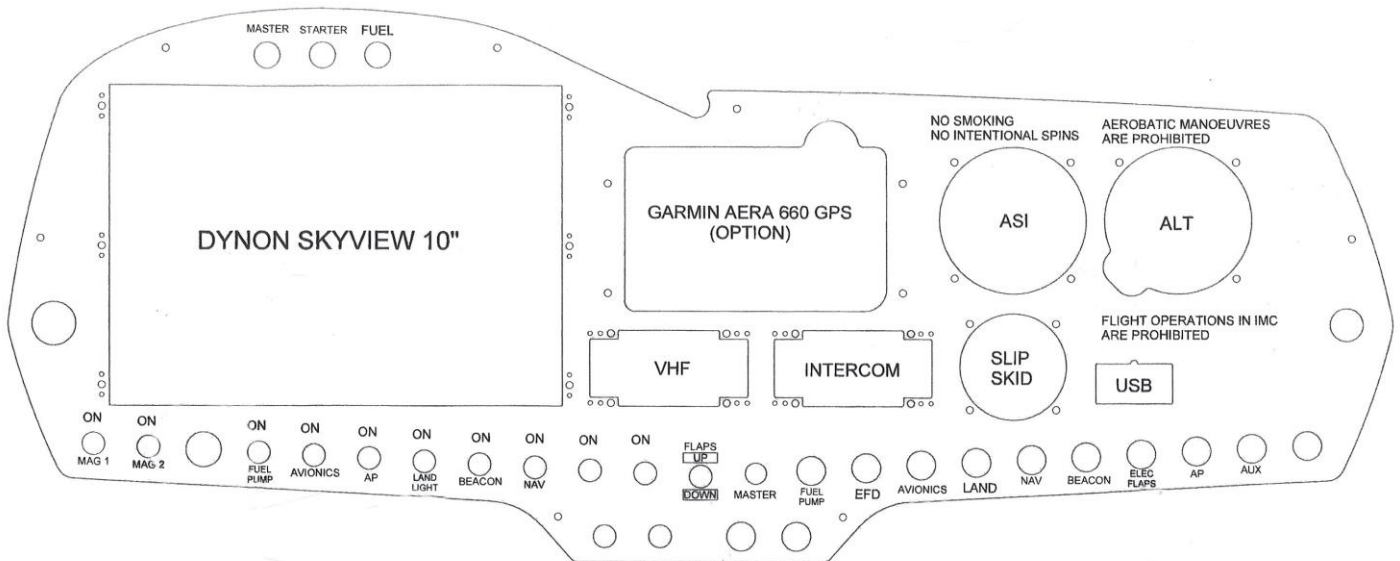 MASTER STARTER FUEL
NO SMOKING
NO INTENTIONAL SPINS
AEROBATIC MANOEUVRES
ARE PROHIBITED
DYNON SKYVIEW 10"
GARMIN AERA 660 GPS
(OPTION)
ASI
ALT
FLIGHT OPERATIONS IN IMC
ARE PROHIBITED
VHF
INTERCOM
SLIP
SKID
USB
ON ON ON ON ON ON ON ON ON ON
MAG 1
MAG 2
FUEL
PUMP
AVIONICS
AP
LAND
LIGHT
BEACON
NAV
FLAPS
UP
DOWN
MASTER
FUEL
PUMP
EFD
AVIONICS
LAND
NAV
BEACON
ELEC
FLAPS
AP
AUX